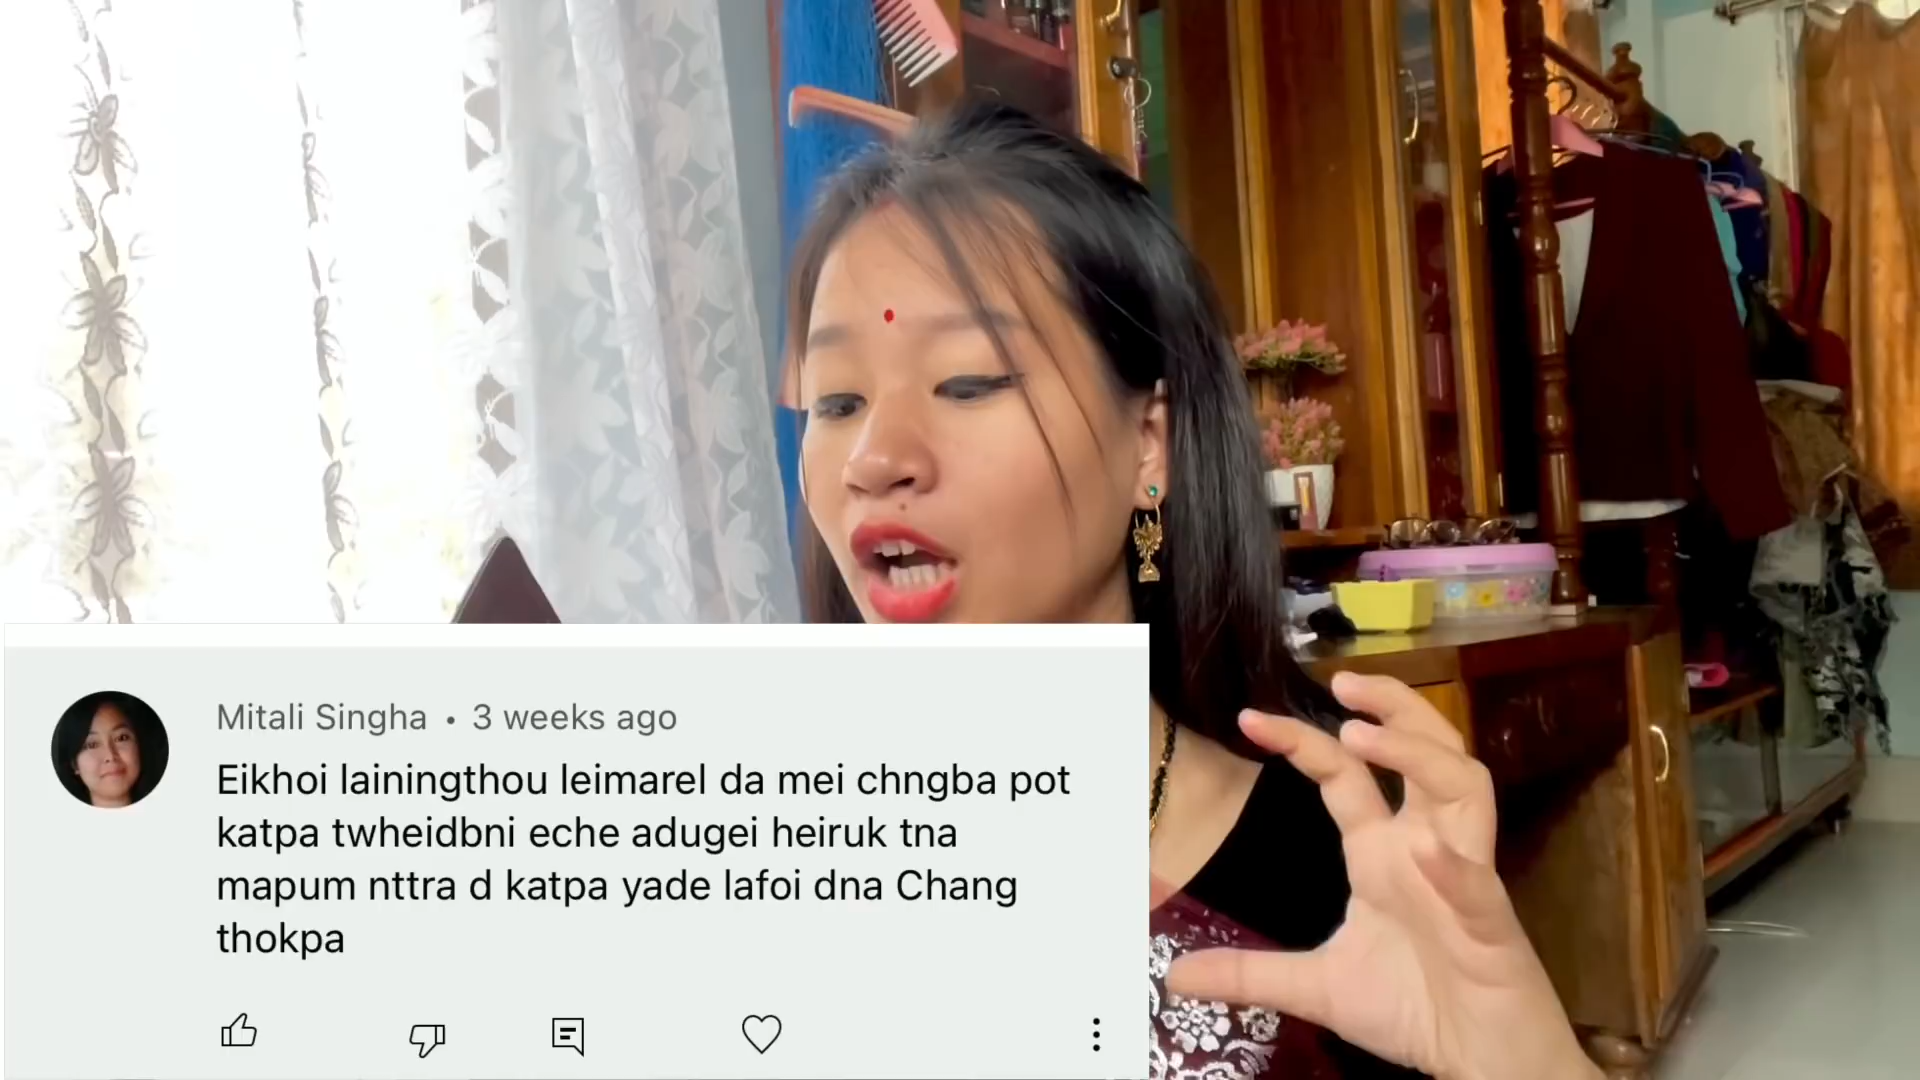 Mitali Singha • 3 weeks ago
Eikhoi lainingthou leimarel da mei chngba pot
katpa twheidbni eche adugei heiruk tna
mapum nttra d katpa yade lafoi dna Chang
thokpa